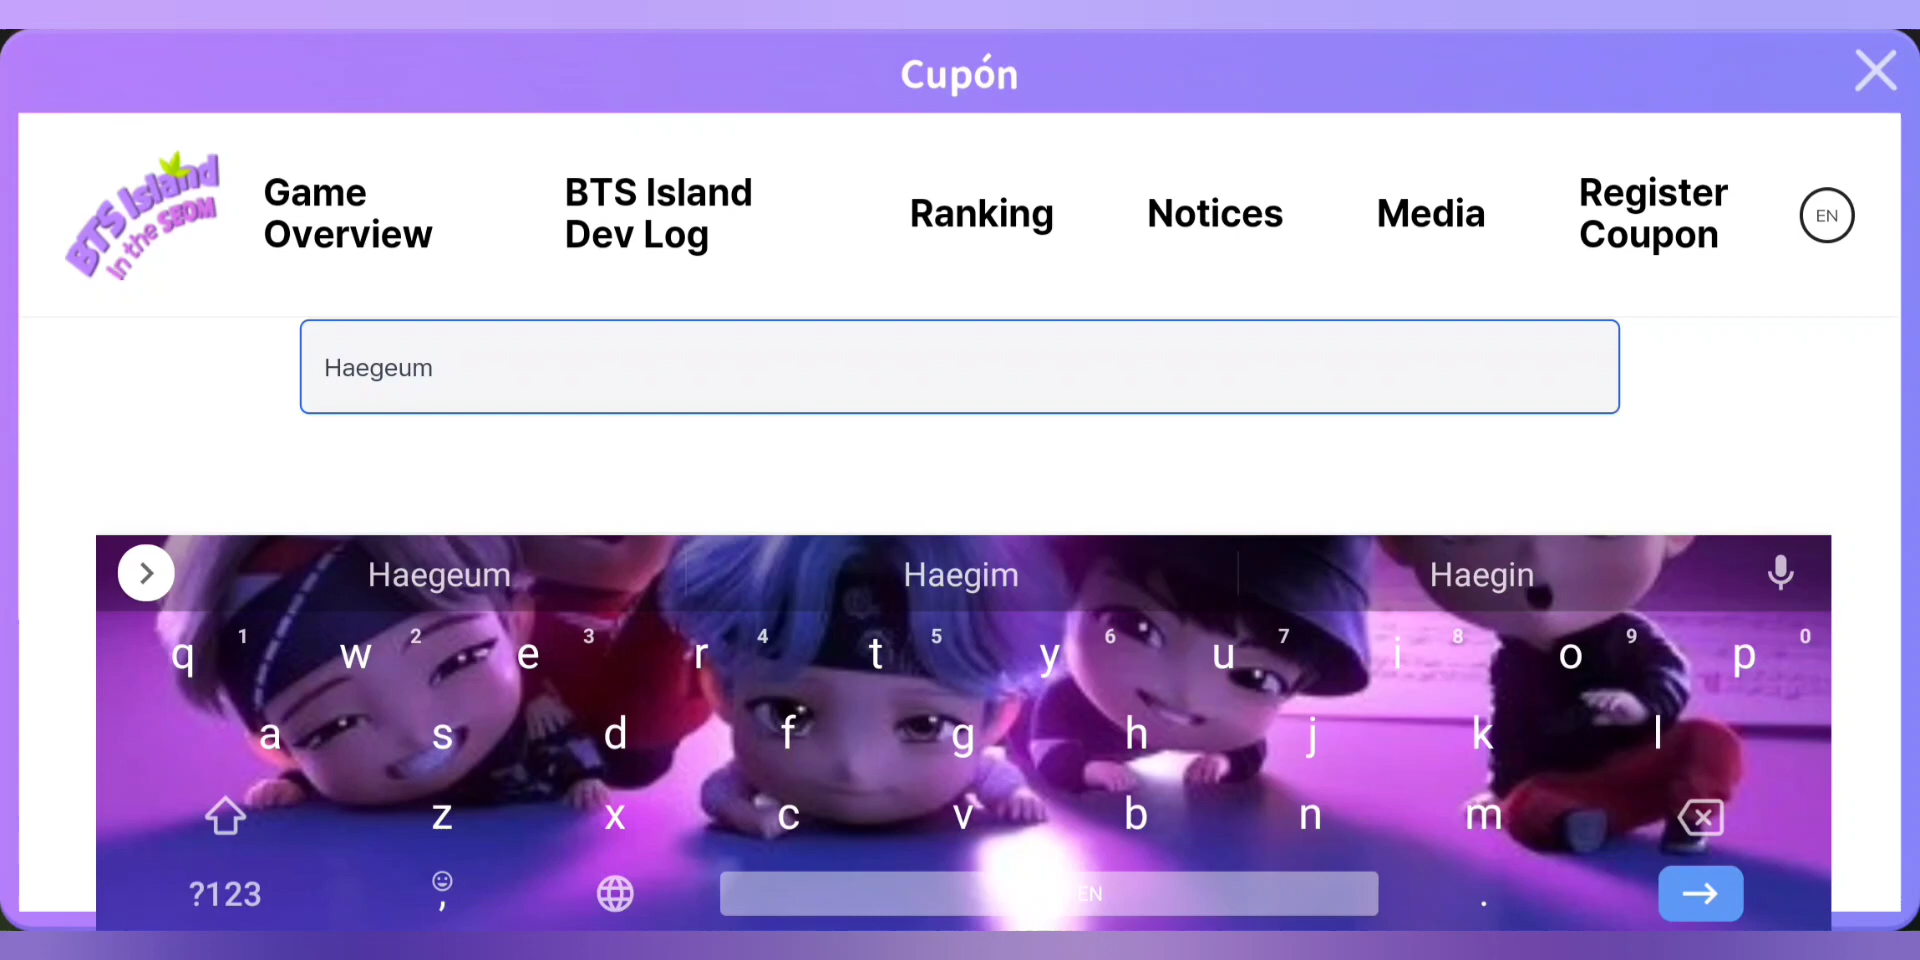 Cupón
BTS Island
In the SEOM
Game
Overview
BTS Island
Dev Log
Ranking
Notices
Media
Register
Coupon
EN
Haegeum
Haegeum
Haegim
Haegin
q 1 w 2 e 3 r 4 t 5 y 6 u 7 i 8 o 9 p 0
a s d f g h j k l
z x c v b n m
?123 , EN .